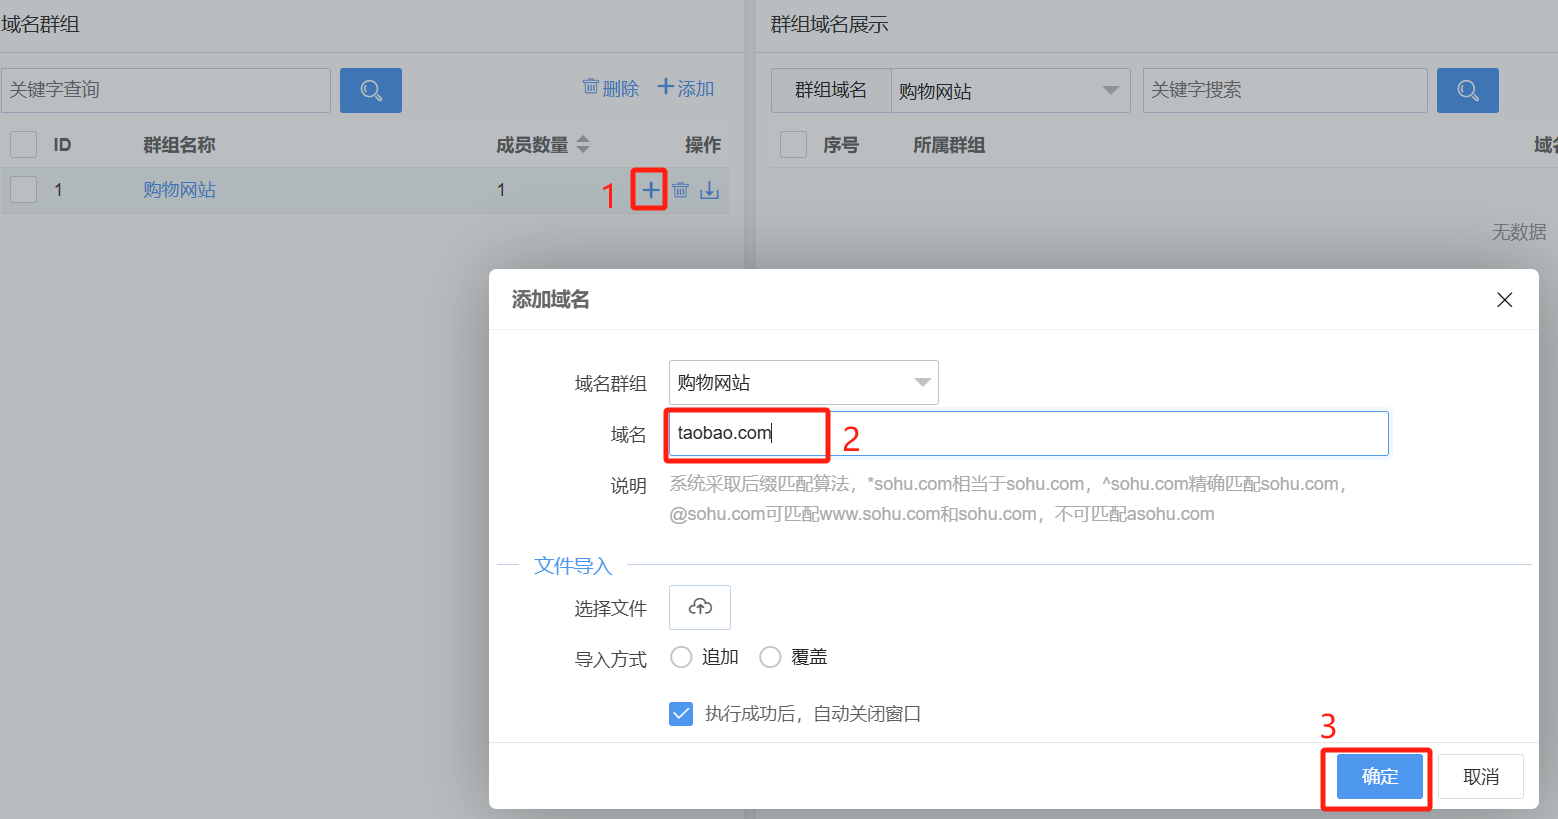 域名群组
群组域名展示
关键字查询
删除
添加
群组域名
购物网站
关键字搜索
ID
群组名称
成员数量
操作
序号
所属群组
1
购物网站
1
1
无数据
添加域名
域名群组
购物网站
域名
taobao.com
2
说明
系统采取后缀匹配算法，*sohu.com相当于sohu.com，^sohu.com精确匹配sohu.com，
@sohu.com可匹配www.sohu.com和sohu.com，不可匹配asohu.com
文件导入
选择文件
导入方式
追加
覆盖
执行成功后，自动关闭窗口
3
确定
取消